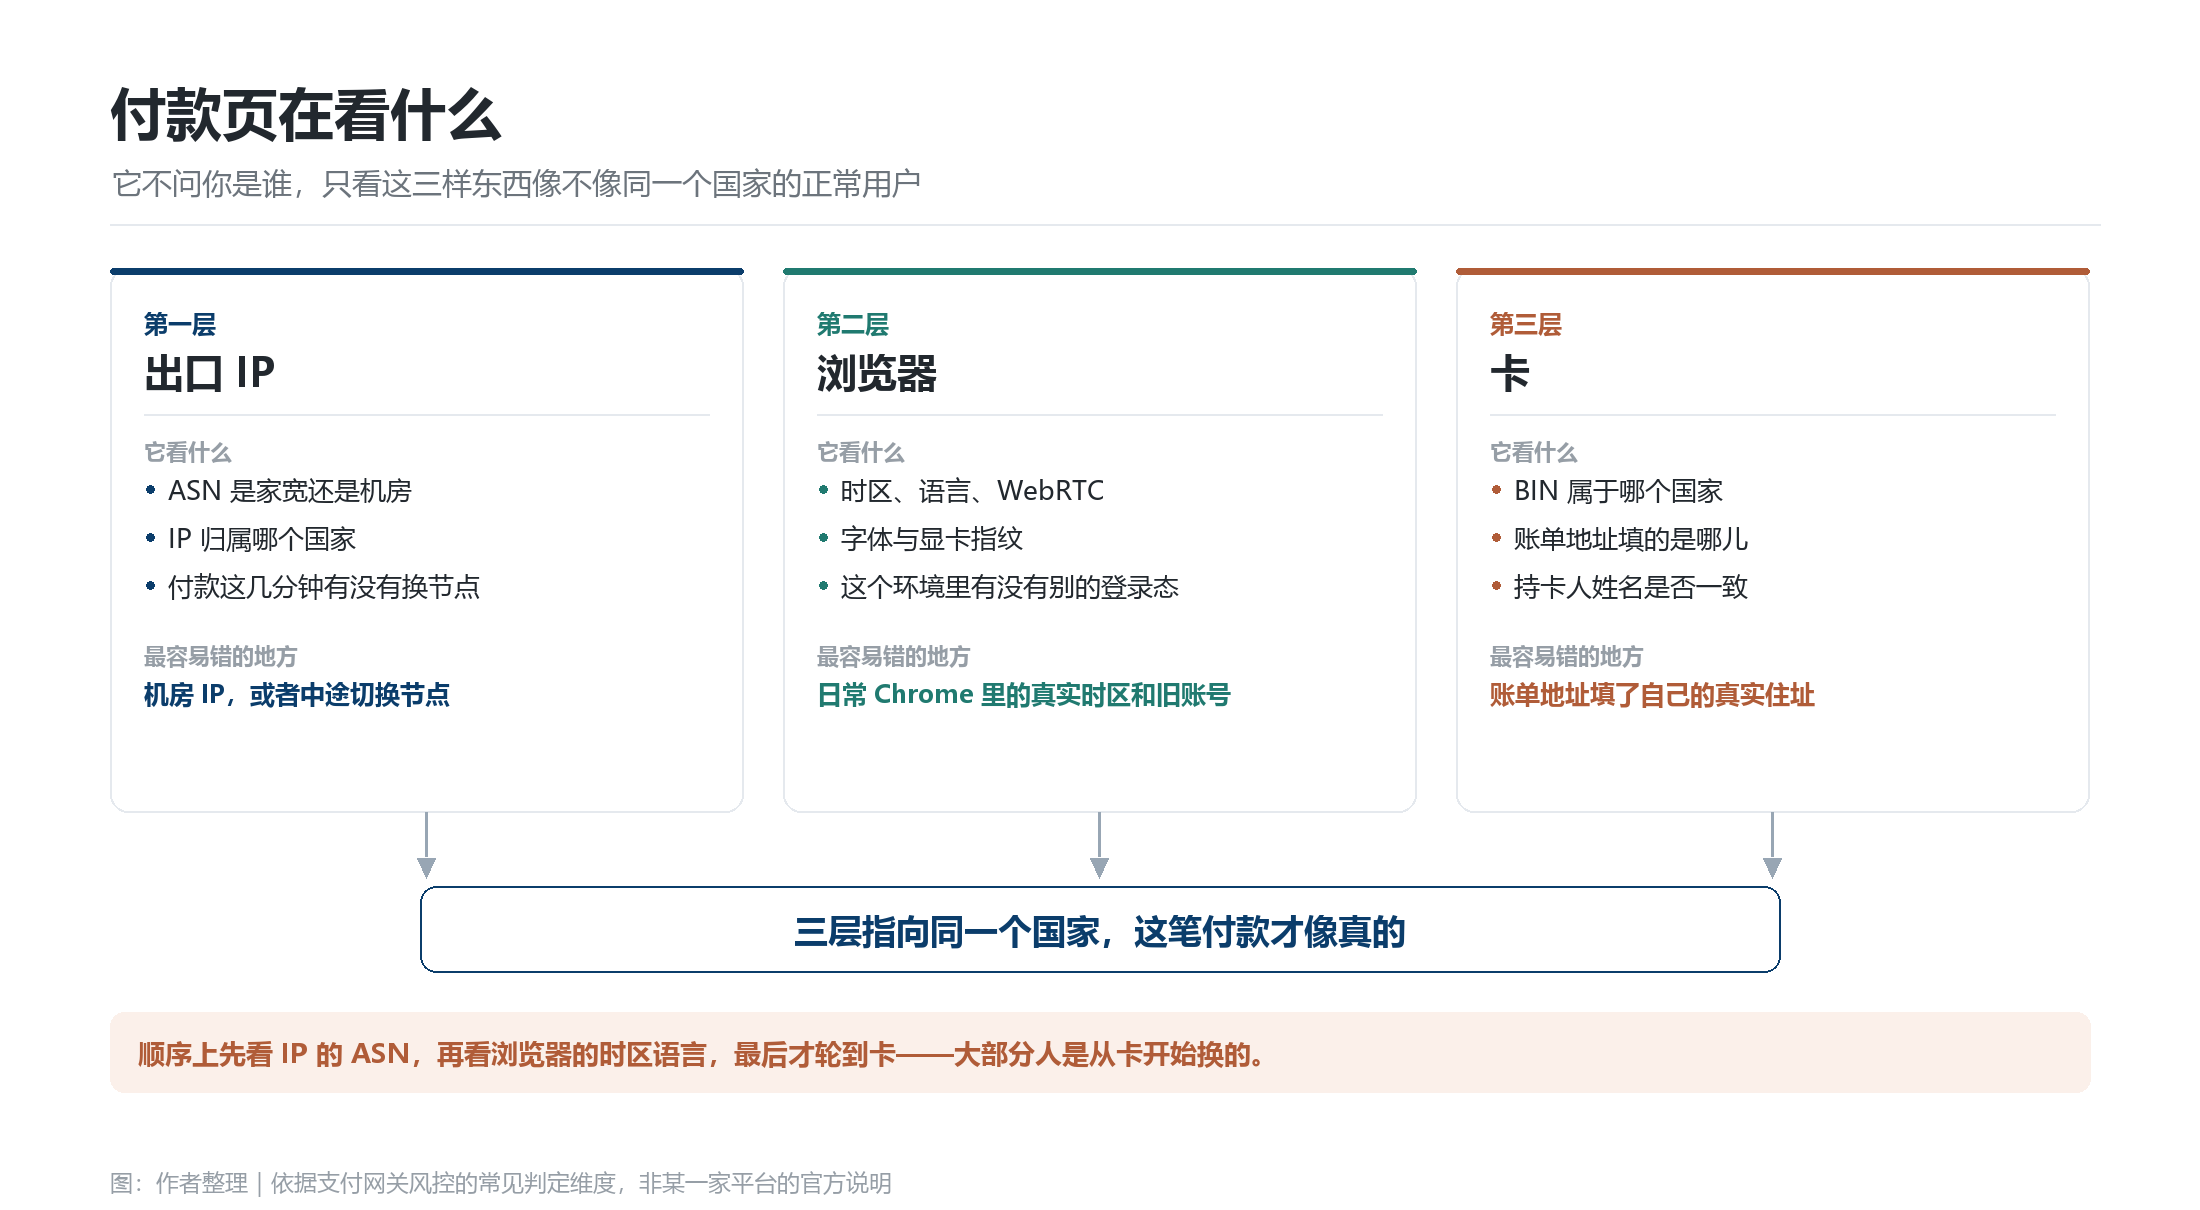 付款页在看什么
它不问你是谁，只看这三样东西像不像同一个国家的正常用户
第一层
出口 IP
它看什么
• ASN 是家宽还是机房
• IP 归属哪个国家
• 付款这几分钟有没有换节点
最容易错的地方
机房 IP，或者中途切换节点
第二层
浏览器
它看什么
• 时区、语言、WebRTC
• 字体与显卡指纹
• 这个环境里有没有别的登录态
最容易错的地方
日常 Chrome 里的真实时区和旧账号
第三层
卡
它看什么
• BIN 属于哪个国家
• 账单地址填的是哪儿
• 持卡人姓名是否一致
最容易错的地方
账单地址填了自己的真实住址
三层指向同一个国家，这笔付款才像真的
顺序上先看 IP 的 ASN，再看浏览器的时区语言，最后才轮到卡——大部分人是从卡开始换的。
图：作者整理｜依据支付网关风控的常见判定维度，非某一家平台的官方说明